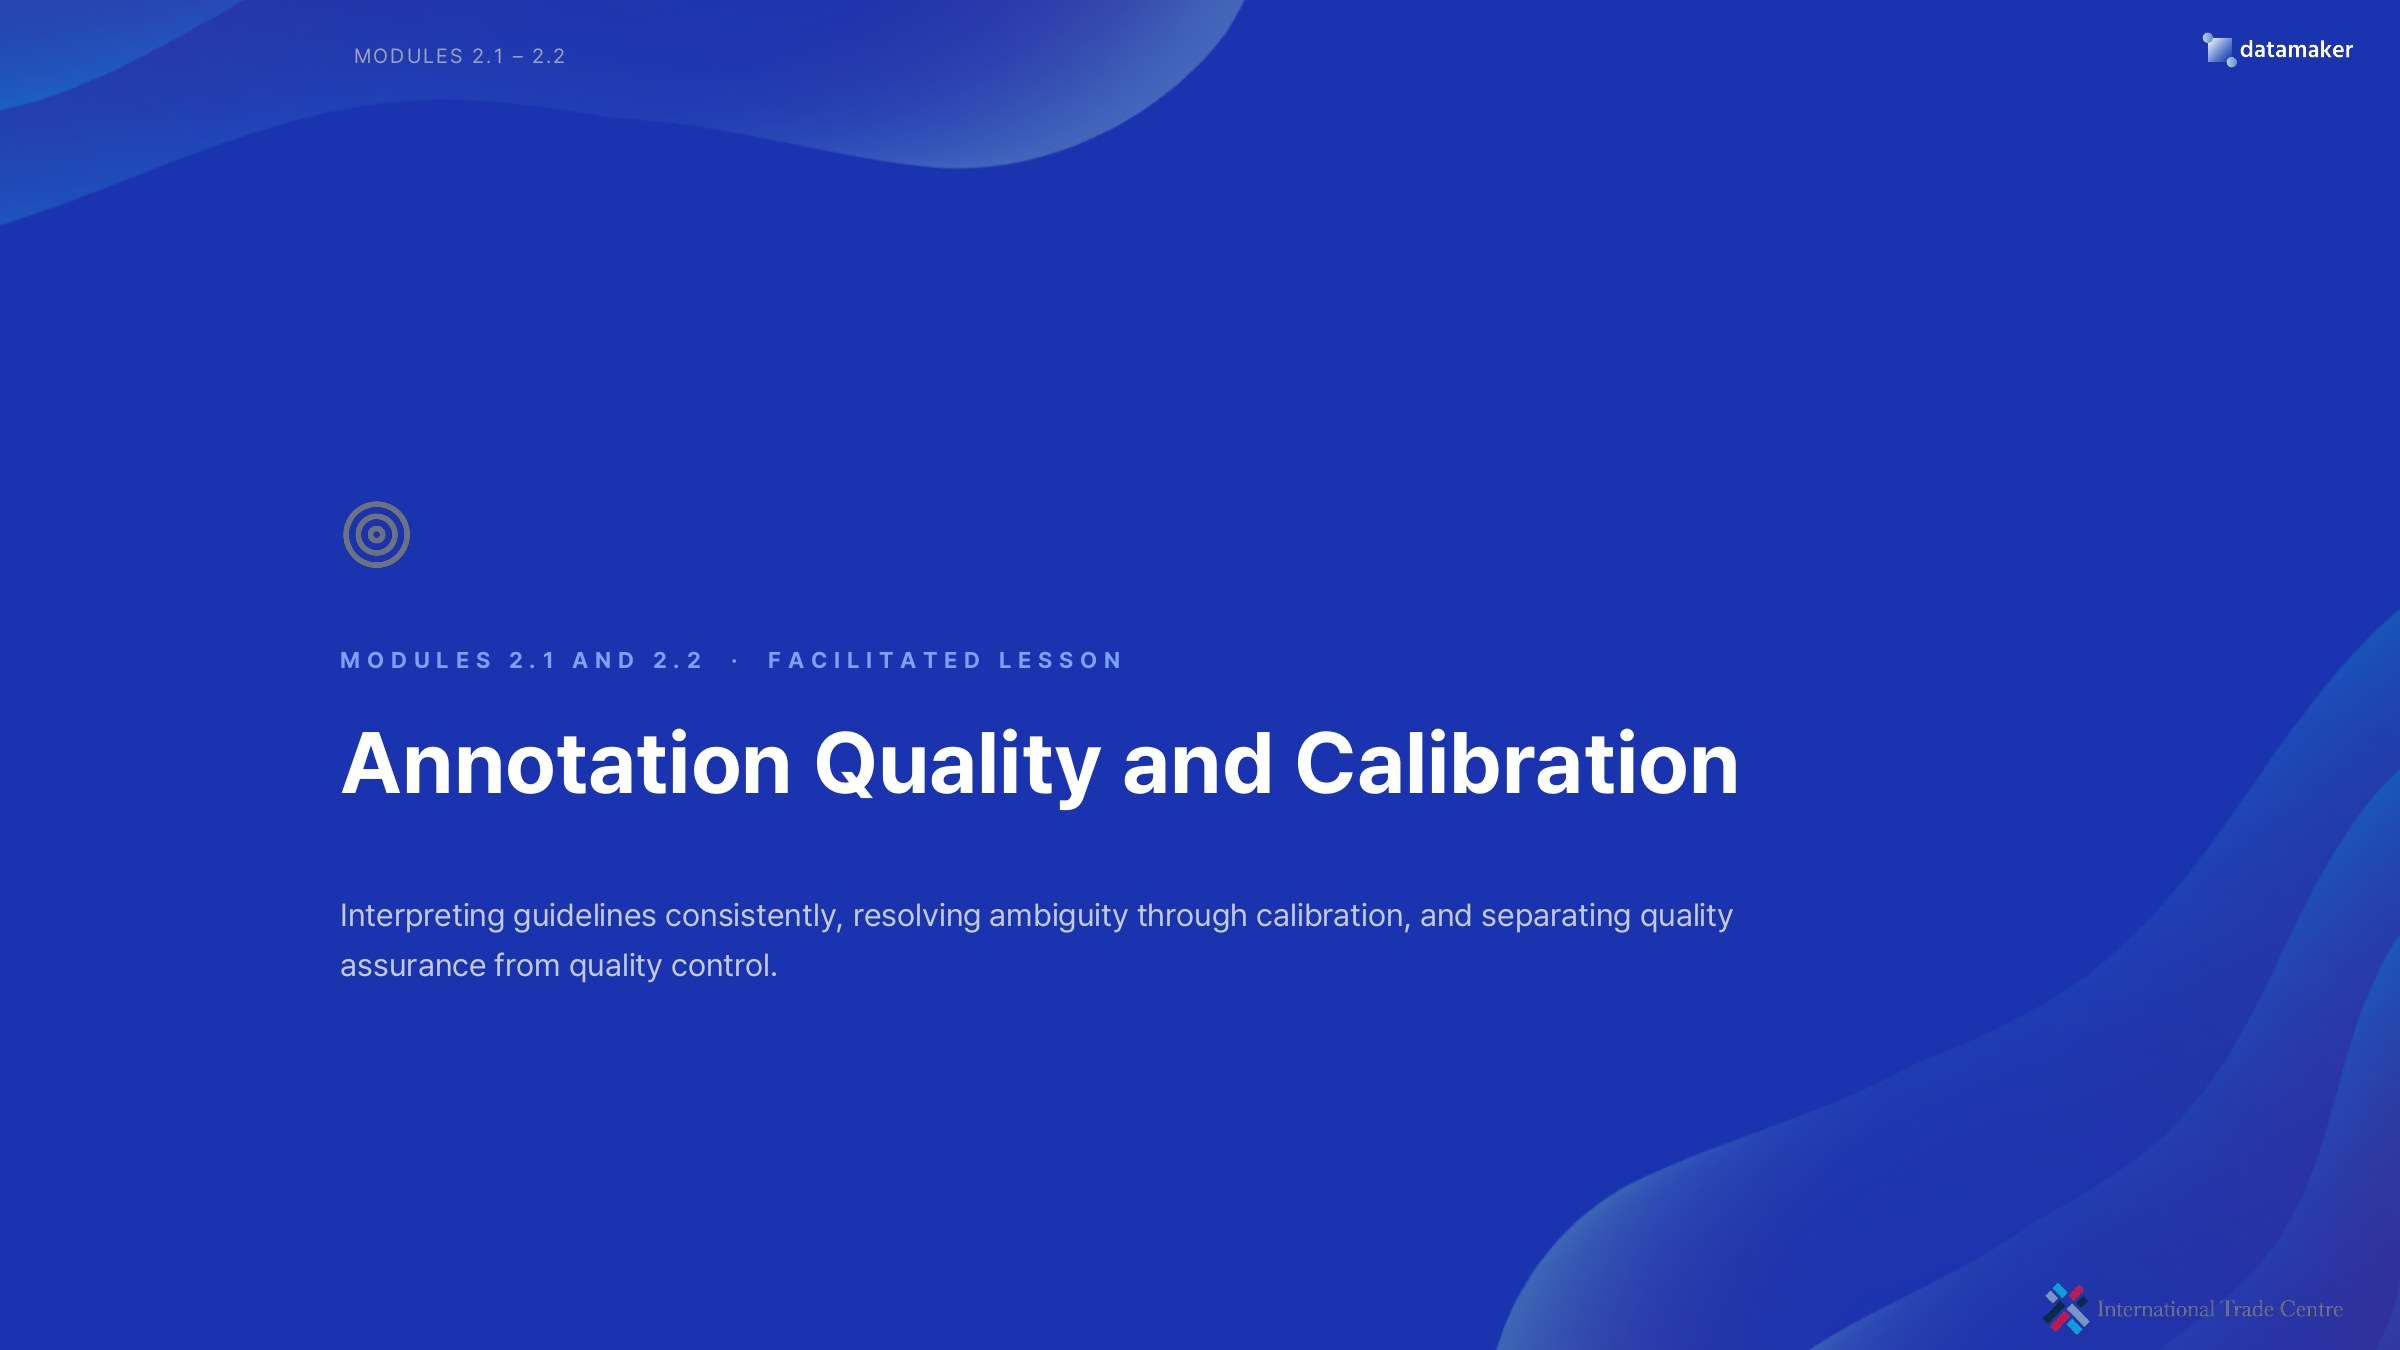 MODULES 2.1 – 2.2
datamaker
MODULES 2.1 AND 2.2 · FACILITATED LESSON
Annotation Quality and Calibration
Interpreting guidelines consistently, resolving ambiguity through calibration, and separating quality
assurance from quality control.
International Trade Centre